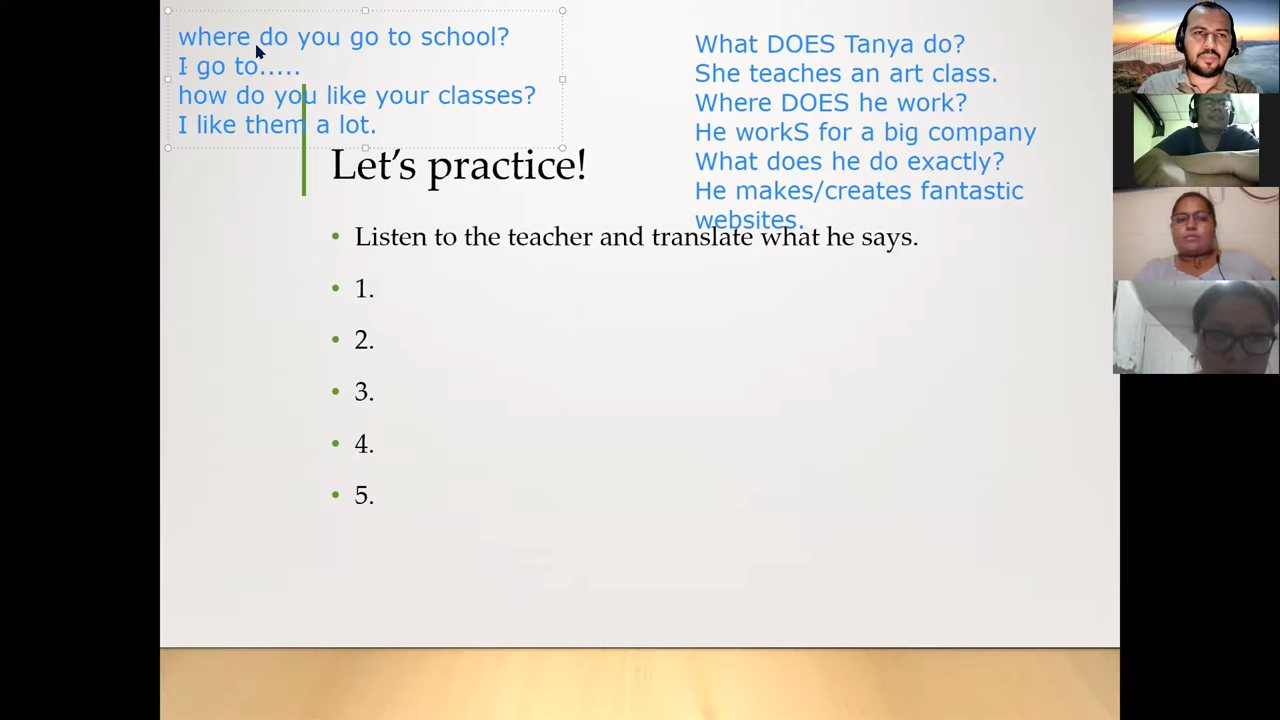 where do you go to school?
I go to.....
how do you like your classes?
I like them a lot.
What DOES Tanya do?
She teaches an art class.
Where DOES he work?
He workS for a big company
What does he do exactly?
He makes/creates fantastic
websites.
Let's practice!
• Listen to the teacher and translate what he says.
• 1.
• 2.
• 3.
• 4.
• 5.